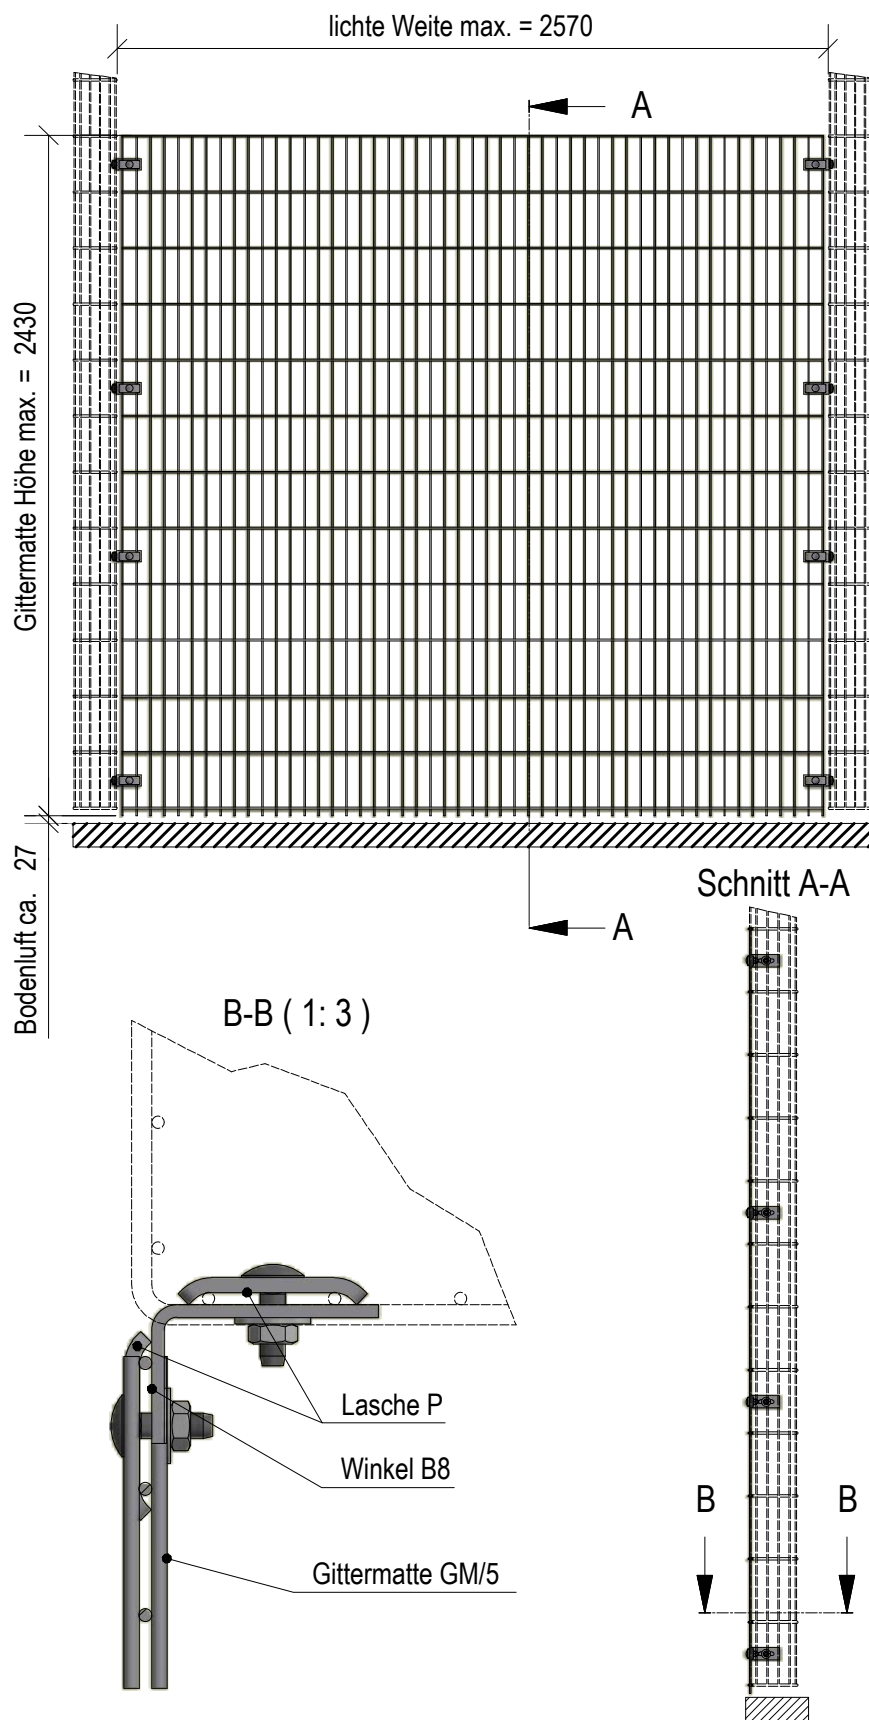 lichte Weite max. = 2570
A
Gittermatte Höhe max. = 2430
Bodenluft ca. 27
A
Schnitt A-A
B-B ( 1: 3 )
Lasche P
Winkel B8
Gittermatte GM/5
B
B